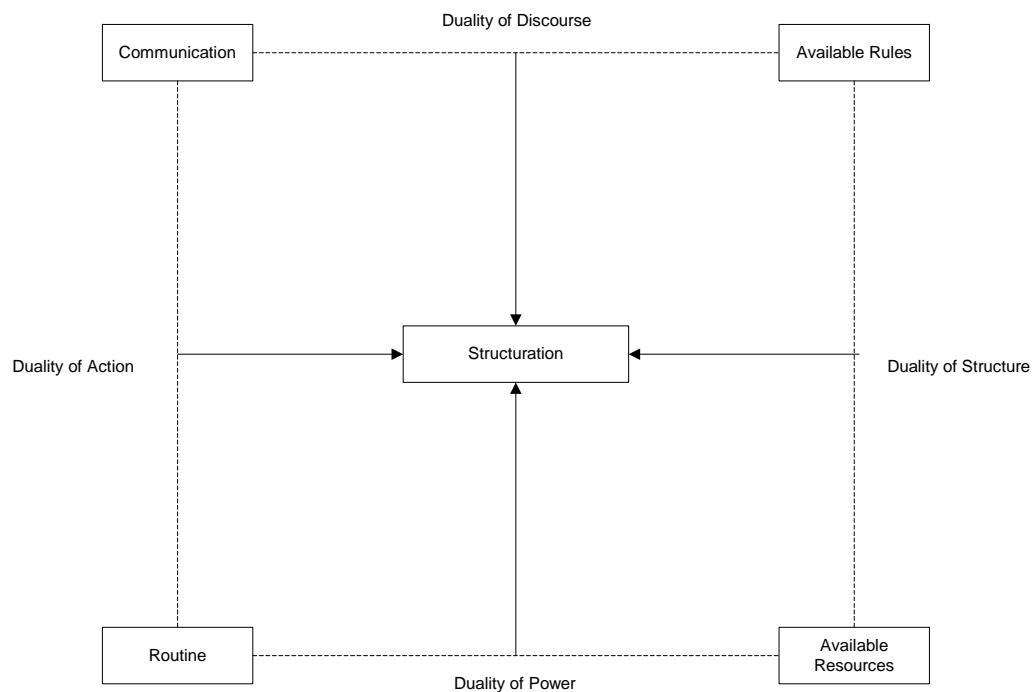 Duality of Discourse
Communication
Available Rules
Structuration
Duality of Action
Duality of Structure
Routine
Available
Resources
Duality of Power